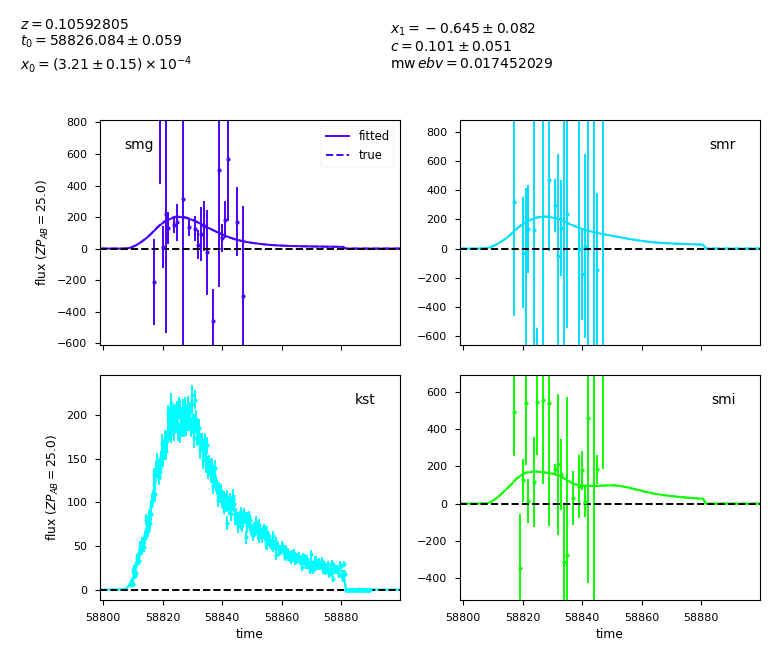 z = 0.10592805
t₀ = 58826.084 ± 0.059
x₀ = (3.21 ± 0.15) × 10⁻⁴
x₁ = −0.645 ± 0.082
c = 0.101 ± 0.051
mw ebv = 0.017452029
smg
fitted
true
800
600
400
200
0
−200
−400
−600
flux (ZP_AB = 25.0)
smr
800
600
400
200
0
−200
−400
−600
kst
200
150
100
50
0
flux (ZP_AB = 25.0)
58800 58820 58840 58860 58880
time
smi
600
400
200
0
−200
−400
58800 58820 58840 58860 58880
time